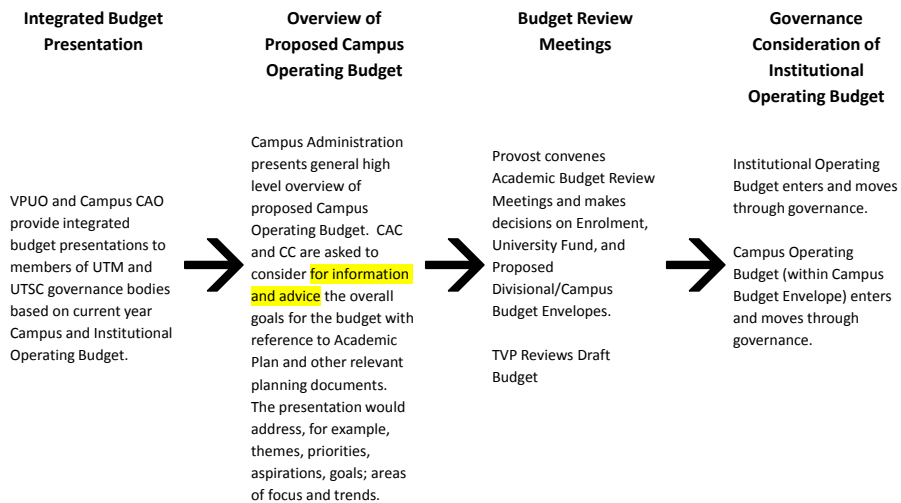 Integrated Budget
Presentation
VPUO and Campus CAO
provide integrated
budget presentations to
members of UTM and
UTSC governance bodies
based on current year
Campus and Institutional
Operating Budget.
Overview of
Proposed Campus
Operating Budget
Campus Administration
presents general high
level overview of
proposed Campus
Operating Budget.  CAC
and CC are asked to
consider for information
and advice the overall
goals for the budget with
reference to Academic
Plan and other relevant
planning documents.
The presentation would
address, for example,
themes, priorities,
aspirations, goals; areas
of focus and trends.
Budget Review
Meetings
Provost convenes
Academic Budget Review
Meetings and makes
decisions on Enrolment,
University Fund, and
Proposed
Divisional/Campus
Budget Envelopes.
TVP Reviews Draft
Budget
Governance
Consideration of
Institutional
Operating Budget
Institutional Operating
Budget enters and moves
through governance.
Campus Operating
Budget (within Campus
Budget Envelope) enters
and moves through
governance.